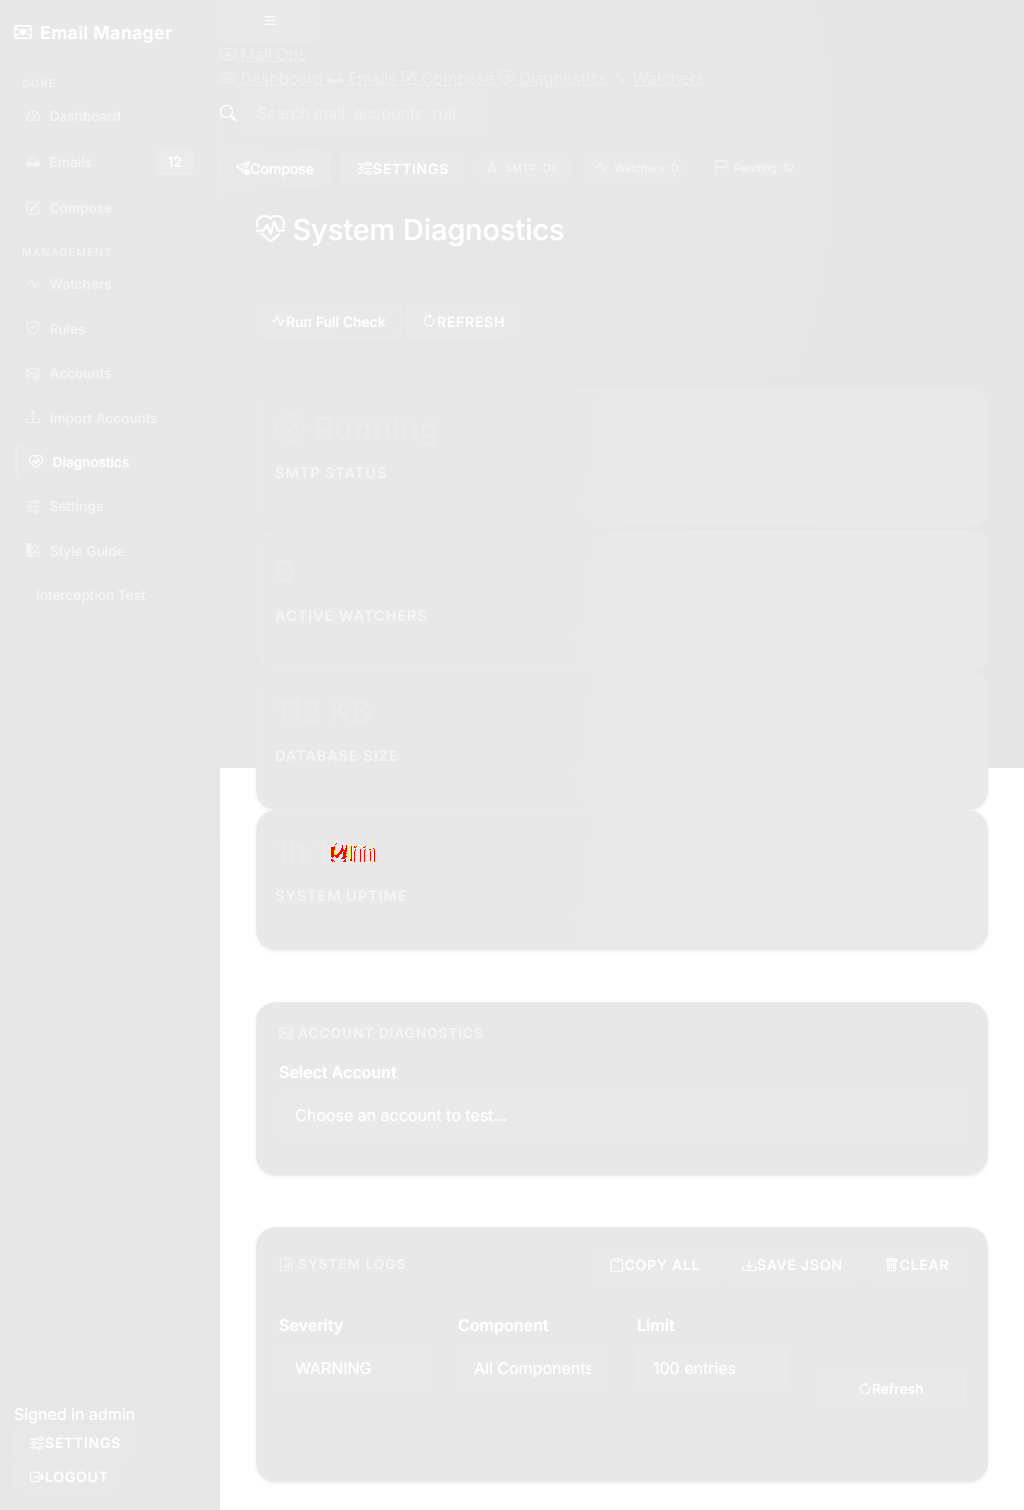 Email Manager
CORE
Dashboard
Emails 12
Compose
MANAGEMENT
Watchers
Rules
Accounts
Import Accounts
Diagnostics
Settings
Style Guide
Interception Test
Signed in admin
SETTINGS
LOGOUT
Mail Ops
Dashboard Emails Compose Diagnostics Watchers
Search mail, accounts, rule
Compose SETTINGS SMTP: OK Watchers: 0 Pending: 12
System Diagnostics
Run Full Check REFRESH
Running
SMTP STATUS
0
ACTIVE WATCHERS
112 KB
DATABASE SIZE
1h
SYSTEM UPTIME
ACCOUNT DIAGNOSTICS
Select Account
Choose an account to test...
SYSTEM LOGS COPY ALL SAVE JSON CLEAR
Severity Component Limit
WARNING All Components 100 entries
Refresh